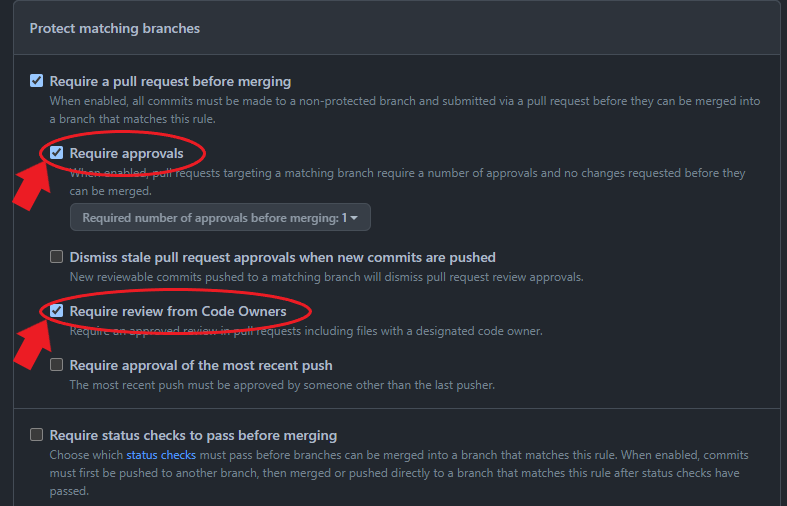 Protect matching branches
Require a pull request before merging
When enabled, all commits must be made to a non-protected branch and submitted via a pull request before they can be merged into
a branch that matches this rule.
Require approvals
When enabled, pull requests targeting a matching branch require a number of approvals and no changes requested before they
can be merged.
Required number of approvals before merging: 1
Dismiss stale pull request approvals when new commits are pushed
New reviewable commits pushed to a matching branch will dismiss pull request review approvals.
Require review from Code Owners
Require an approved review in pull requests including files with a designated code owner.
Require approval of the most recent push
The most recent push must be approved by someone other than the last pusher.
Require status checks to pass before merging
Choose which status checks must pass before branches can be merged into a branch that matches this rule. When enabled, commits
must first be pushed to another branch, then merged or pushed directly to a branch that matches this rule after status checks have
passed.